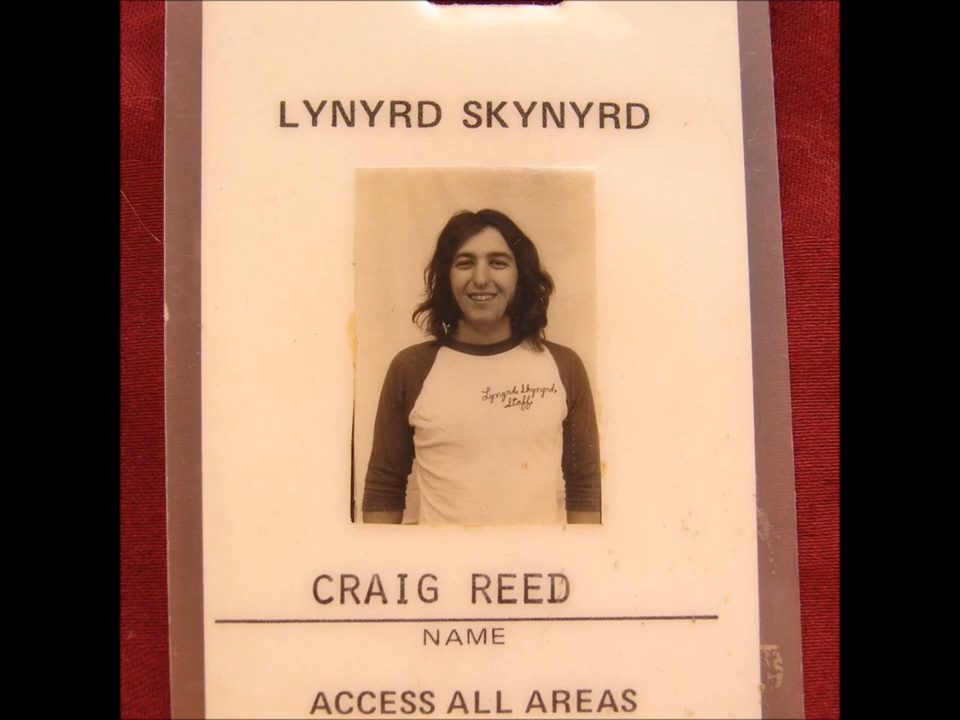 LYNYRD SKYNYRD
Lynyrd Skynyrd
Staff
CRAIG REED
NAME
ACCESS ALL AREAS